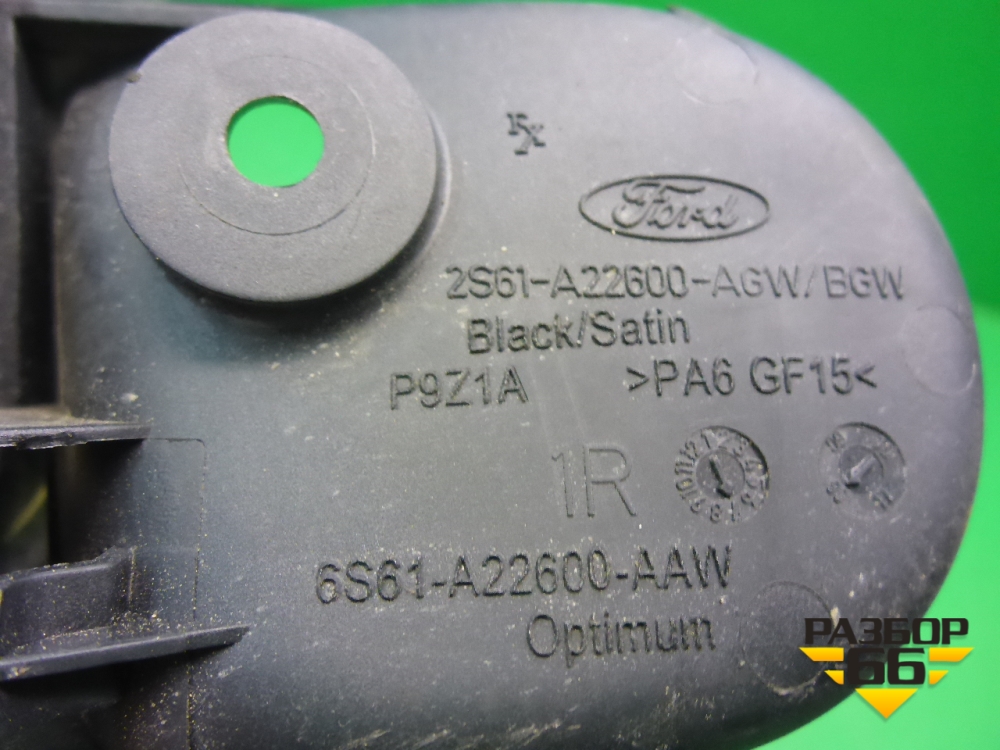 Ford
2S61-A22600-AGW/BGW
Black/Satin
P9Z1A >PA6 GF15<
1R
6S61-A22600-AAW
Optimum
РАЗБОР
66